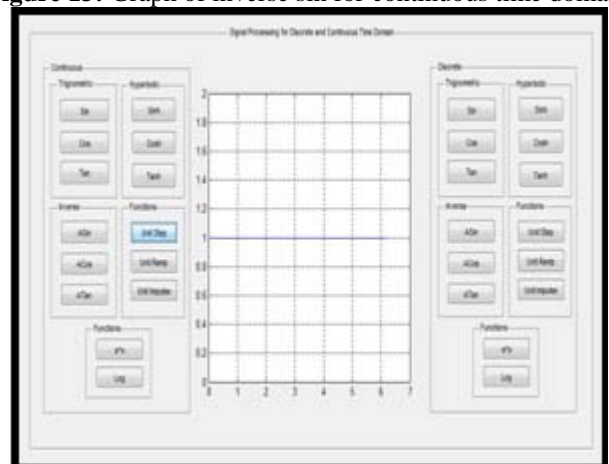 Figure 25: Graph of inverse sin for continuous time domain
Signal Processing for Discrete and Continuous Time Domain
Continuous
Trigonometric
Hyperbolic
Sin
Sinh
Cos
Cosh
Tan
Tanh
Inverse
Functions
ASin
Unit Step
ACos
Unit Ramp
ATan
Unit Impulse
Functions
e^x
Log
2
1.8
1.6
1.4
1.2
1
0.8
0.6
0.4
0.2
0
0 1 2 3 4 5 6 7
Discrete
Trigonometric
Hyperbolic
Sin
Sinh
Cos
Cosh
Tan
Tanh
Inverse
Functions
ASin
Unit Step
ACos
Unit Ramp
ATan
Unit Impulse
Functions
e^x
Log